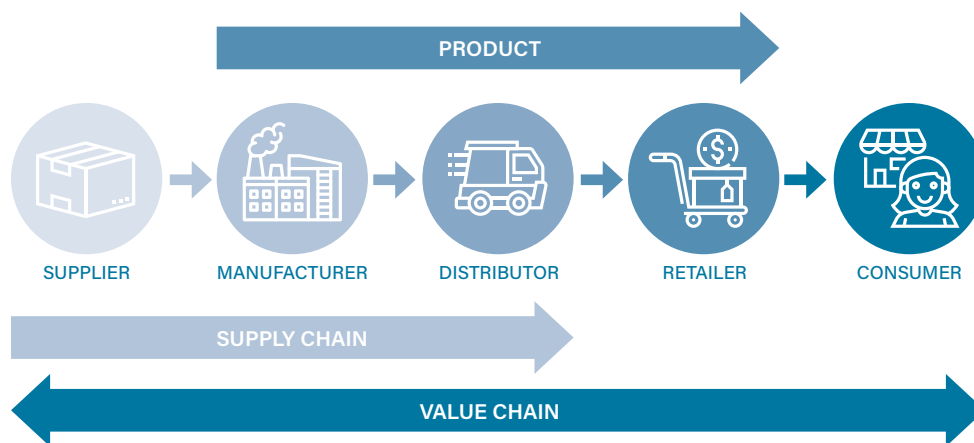 PRODUCT
$
SUPPLIER
MANUFACTURER
DISTRIBUTOR
RETAILER
CONSUMER
SUPPLY CHAIN
VALUE CHAIN